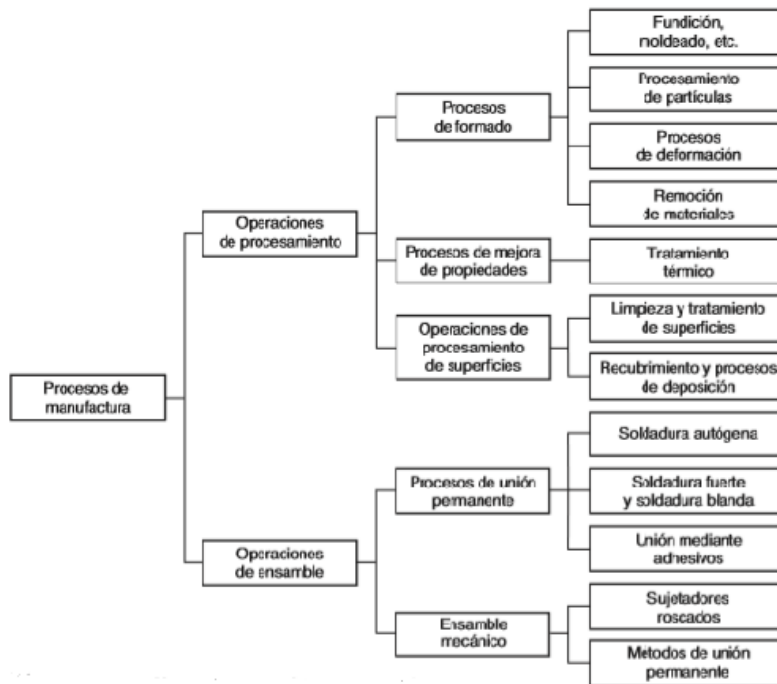 Procesos de
manufactura
Operaciones
de procesamiento
Procesos
de formado
Fundición,
moldeado, etc.
Procesamiento
de partículas
Procesos
de deformación
Remoción
de materiales
Procesos de mejora
de propiedades
Tratamiento
térmico
Operaciones de
procesamiento
de superficies
Limpieza y tratamiento
de superficies
Recubrimiento y procesos
de deposición
Operaciones
de ensamble
Procesos de unión
permanente
Soldadura autógena
Soldadura fuerte
y soldadura blanda
Unión mediante
adhesivos
Ensamble
mecánico
Sujetadores
roscados
Métodos de unión
permanente